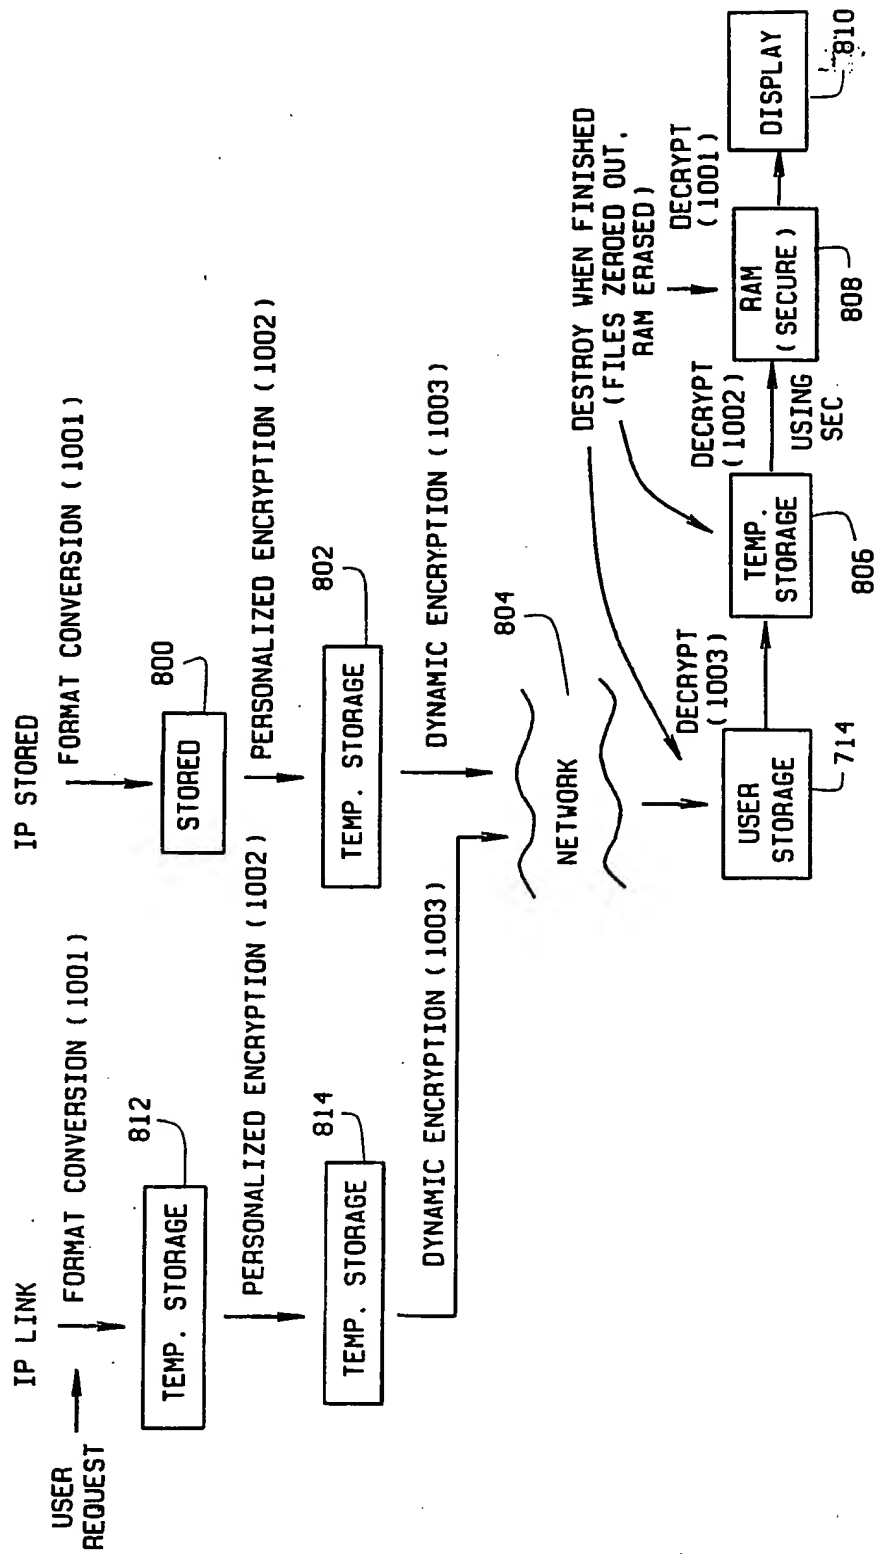 USER
REQUEST
IP LINK
FORMAT CONVERSION (1001)
812
TEMP. STORAGE
PERSONALIZED ENCRYPTION (1002)
814
TEMP. STORAGE
DYNAMIC ENCRYPTION (1003)
IP STORED
FORMAT CONVERSION (1001)
800
STORED
PERSONALIZED ENCRYPTION (1002)
802
TEMP. STORAGE
DYNAMIC ENCRYPTION (1003)
804
NETWORK
DESTROY WHEN FINISHED
(FILES ZEROED OUT.
RAM ERASED)
USER
STORAGE
714
DECRYPT
(1003)
TEMP.
STORAGE
806
DECRYPT
(1002)
USING
SEC
RAM
(SECURE)
808
DECRYPT
(1001)
DISPLAY
810